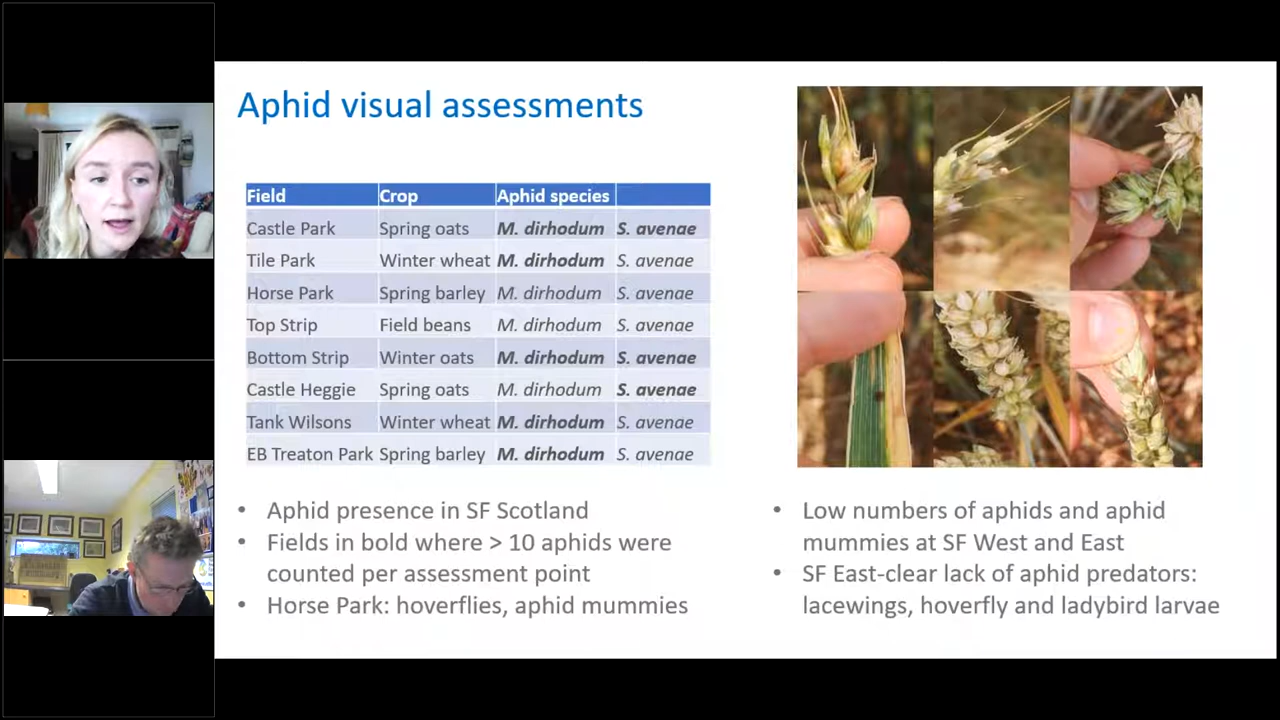 Aphid visual assessments
Field Crop Aphid species
Castle Park Spring oats M. dirhodum S. avenae
Tile Park Winter wheat M. dirhodum S. avenae
Horse Park Spring barley M. dirhodum S. avenae
Top Strip Field beans M. dirhodum S. avenae
Bottom Strip Winter oats M. dirhodum S. avenae
Castle Heggie Spring oats M. dirhodum S. avenae
Tank Wilsons Winter wheat M. dirhodum S. avenae
EB Treaton Park Spring barley M. dirhodum S. avenae
• Aphid presence in SF Scotland
• Fields in bold where > 10 aphids were
counted per assessment point
• Horse Park: hoverflies, aphid mummies
• Low numbers of aphids and aphid
mummies at SF West and East
• SF East-clear lack of aphid predators:
lacewings, hoverfly and ladybird larvae